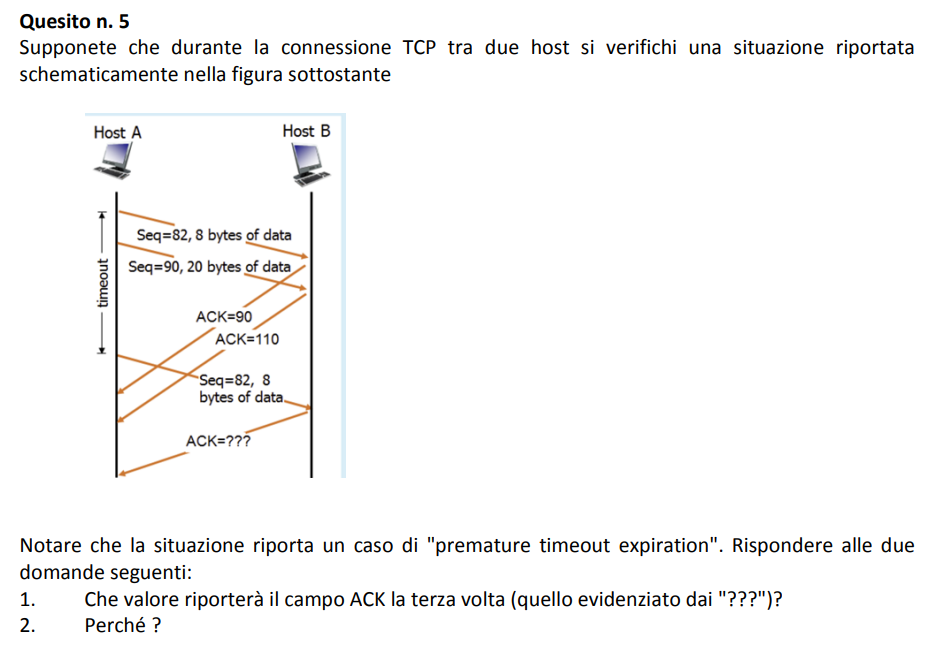 Quesito n. 5
Supponete che durante la connessione TCP tra due host si verifichi una situazione riportata
schematicamente nella figura sottostante
Host A
Host B
timeout
Seq=82, 8 bytes of data
Seq=90, 20 bytes of data
ACK=90
ACK=110
Seq=82, 8
bytes of data
ACK=???
Notare che la situazione riporta un caso di "premature timeout expiration". Rispondere alle due
domande seguenti:
1. Che valore riporterà il campo ACK la terza volta (quello evidenziato dai "???")?
2. Perché ?